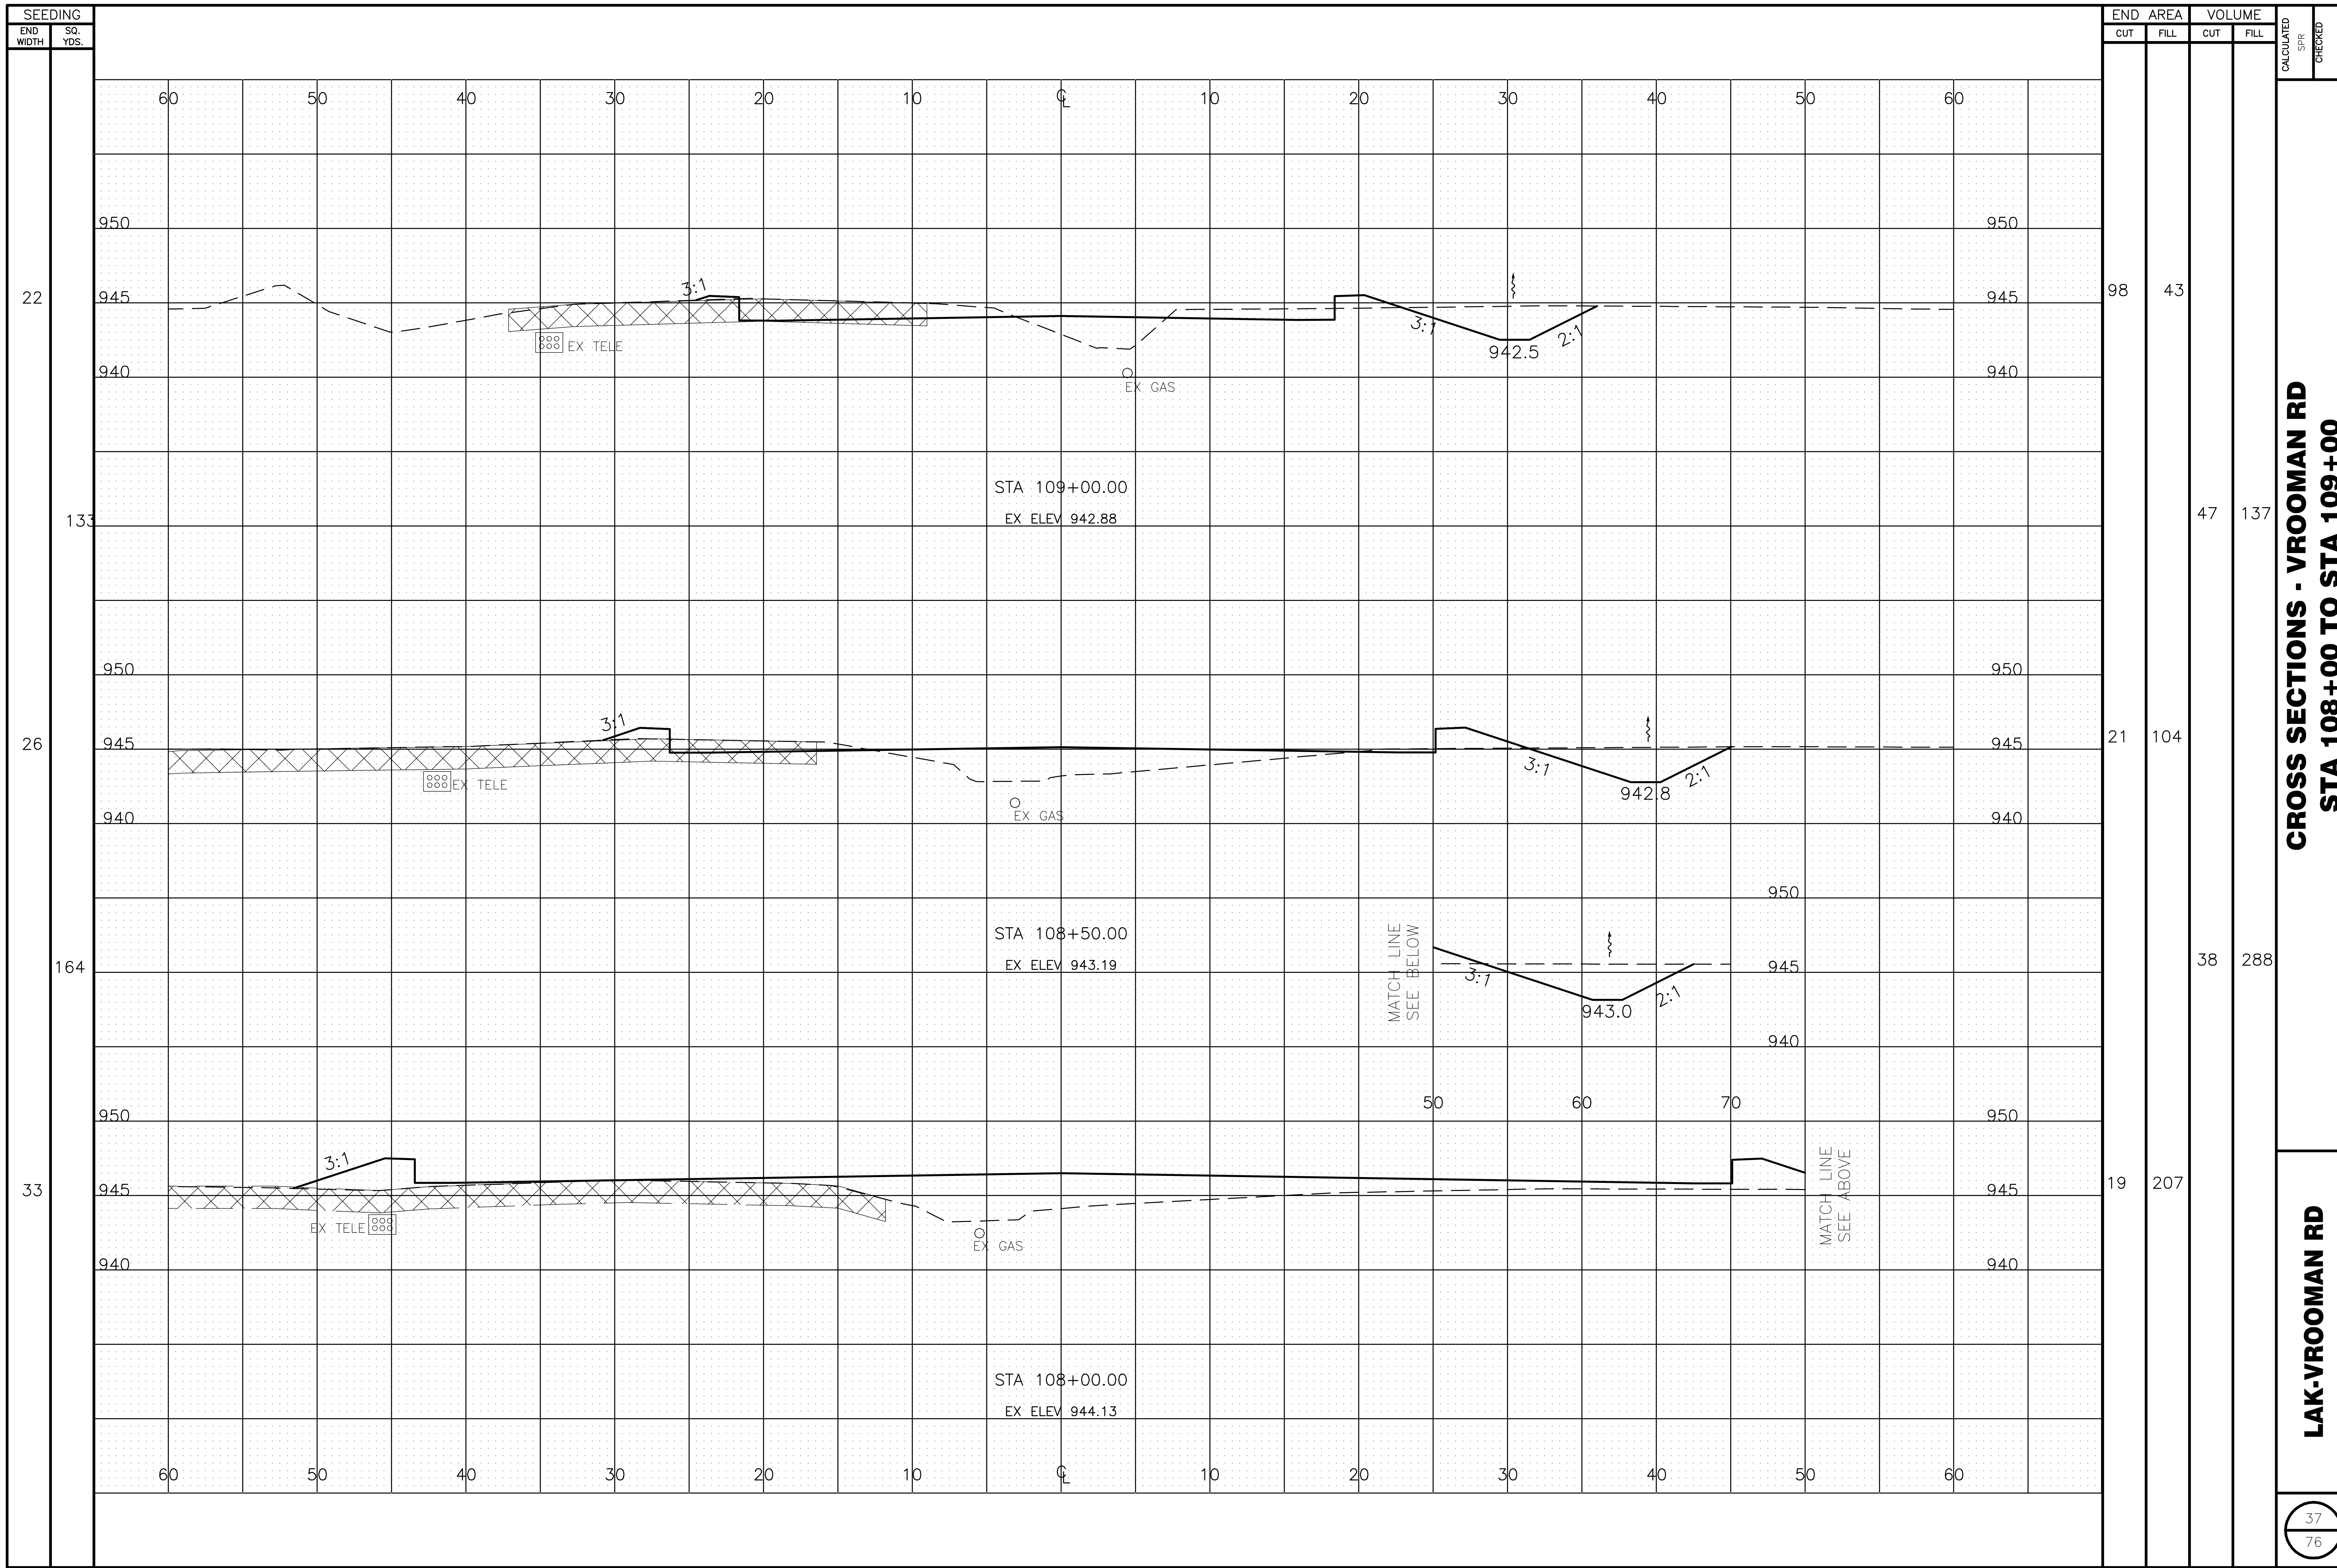 SEEDING
END WIDTH
SQ. YDS.
END AREA
VOLUME
CUT
FILL
CUT
FILL
CALCULATED
SPR
CHECKED
60 50 40 30 20 10 CL 10 20 30 40 50 60
950 950
22
945 945
3:1
3:1
2:1
942.5
98 43
EX TELE
940 940
EX GAS
STA 109+00.00
EX ELEV 942.88
133
47 137
950 950
26
945 945
3:1
3:1
2:1
942.8
21 104
EX TELE
940 940
EX GAS
950
STA 108+50.00
EX ELEV 943.19
MATCH LINE
SEE BELOW
945
3:1
2:1
943.0
164
38 288
940
50 60 70
950 950
3:1
33
945 945
19 207
MATCH LINE
SEE ABOVE
EX TELE
EX GAS
940 940
STA 108+00.00
EX ELEV 944.13
60 50 40 30 20 10 CL 10 20 30 40 50 60
CROSS SECTIONS - VROOMAN RD
STA 108+00 TO STA 109+00
LAK-VROOMAN RD
37
76